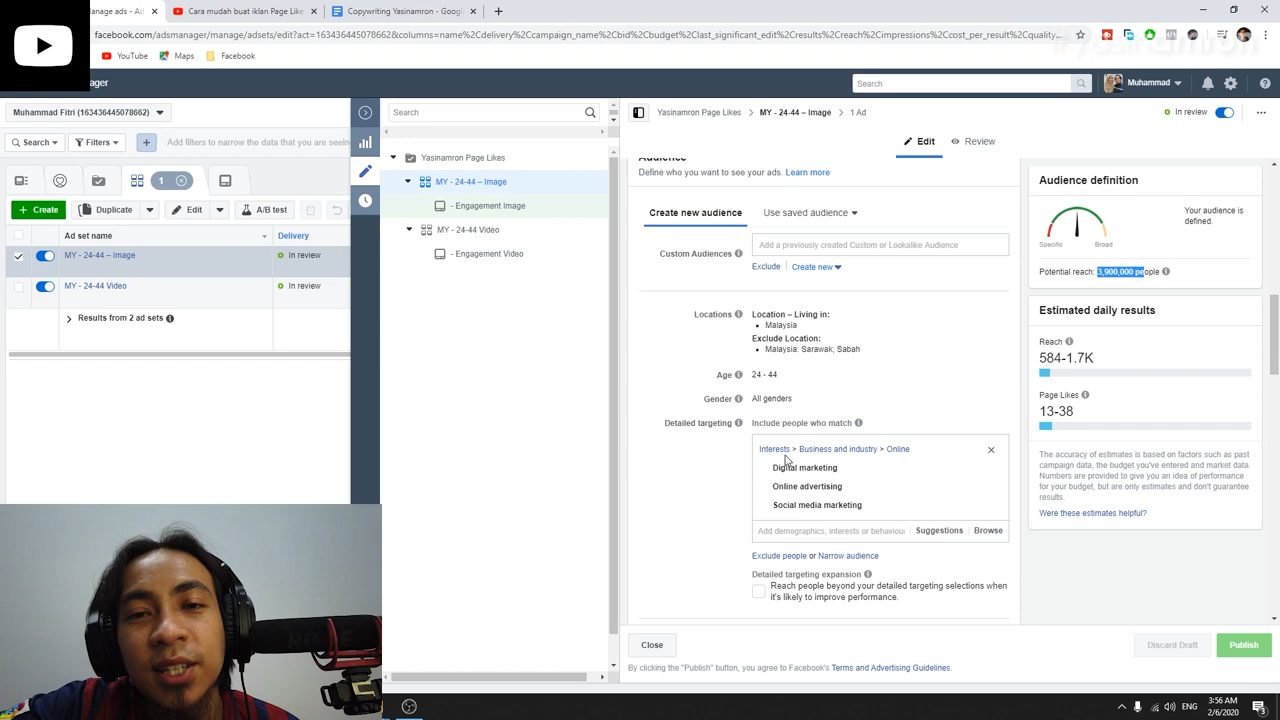 Ads
Cara mudah buat iklan Page F
Copywriting - Google Docs
adsmanager/manage/adsets/edit?act=163436445078662&columns=name%2Cdelivery%2Ccampaign_name%2Cbid%2Cbudget%2Clast_significant_edit%2Cresults%2Creach%2Cimpressions%2Ccost_per_result%2Cquality
YouTube
Maps
Facebook
ager
Search
Muhammad
Muhammad Fitri (163436445078662)
Search
Yasinamron Page Likes
MY - 24-44 – Image
1 Ad
In review
Search
Filters
Add filters to narrow the data that you are seein
Edit
Review
1
Create
Duplicate
Edit
A/B test
Ad set name
Delivery
MY - 24-44 – Image
In review
MY - 24-44 Video
In review
Results from 2 ad sets
Yasinamron Page Likes
MY - 24-44 – Image
- Engagement Image
MY - 24-44 Video
- Engagement Video
Audience
Define who you want to see your ads. Learn more
Create new audience
Use saved audience
Custom Audiences
Add a previously created Custom or Lookalike Audience
Exclude
Create new
Locations
Location – Living in:
Malaysia
Exclude Location:
Malaysia: Sarawak; Sabah
Age
24 - 44
Gender
All genders
Detailed targeting
Include people who match
Interests > Business and industry > Online
Digital marketing
Online advertising
Social media marketing
Add demographics, interests or behaviou
Suggestions
Browse
Exclude people or Narrow audience
Detailed targeting expansion
Reach people beyond your detailed targeting selections when
it's likely to improve performance.
Audience definition
Your audience is
defined.
Specific
Broad
Potential reach: 3,900,000 people
Estimated daily results
Reach
584-1.7K
Page Likes
13-38
The accuracy of estimates is based on factors such as past
campaign data, the budget you've entered and market data.
Numbers are provided to give you an idea of performance
for your budget, but are only estimates and don't guarantee
results.
Were these estimates helpful?
Close
Discard Draft
Publish
By clicking the "Publish" button, you agree to Facebook's Terms and Advertising Guidelines.
RODE
ENG
3:56 AM
2/6/2020